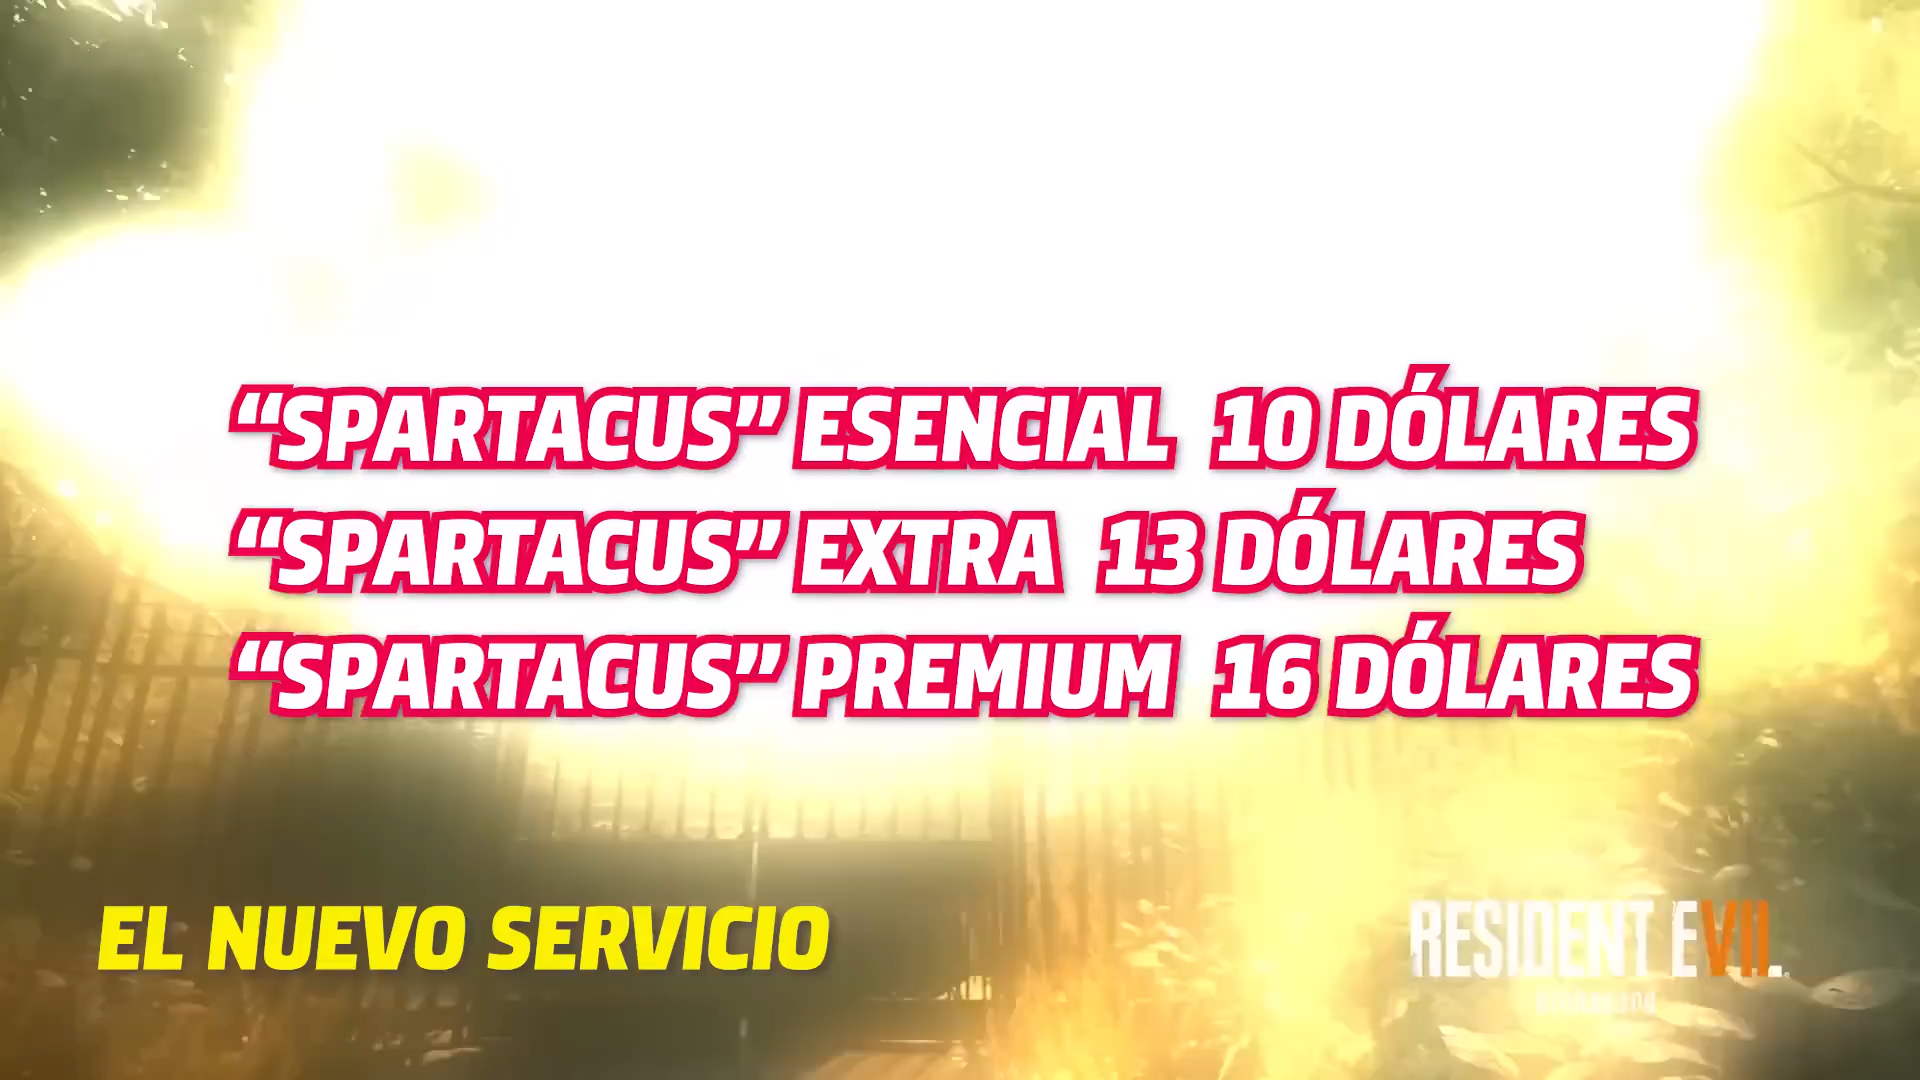 “SPARTACUS” ESENCIAL 10 DÓLARES
“SPARTACUS” EXTRA 13 DÓLARES
“SPARTACUS” PREMIUM 16 DÓLARES
EL NUEVO SERVICIO
RESIDENT EVII.